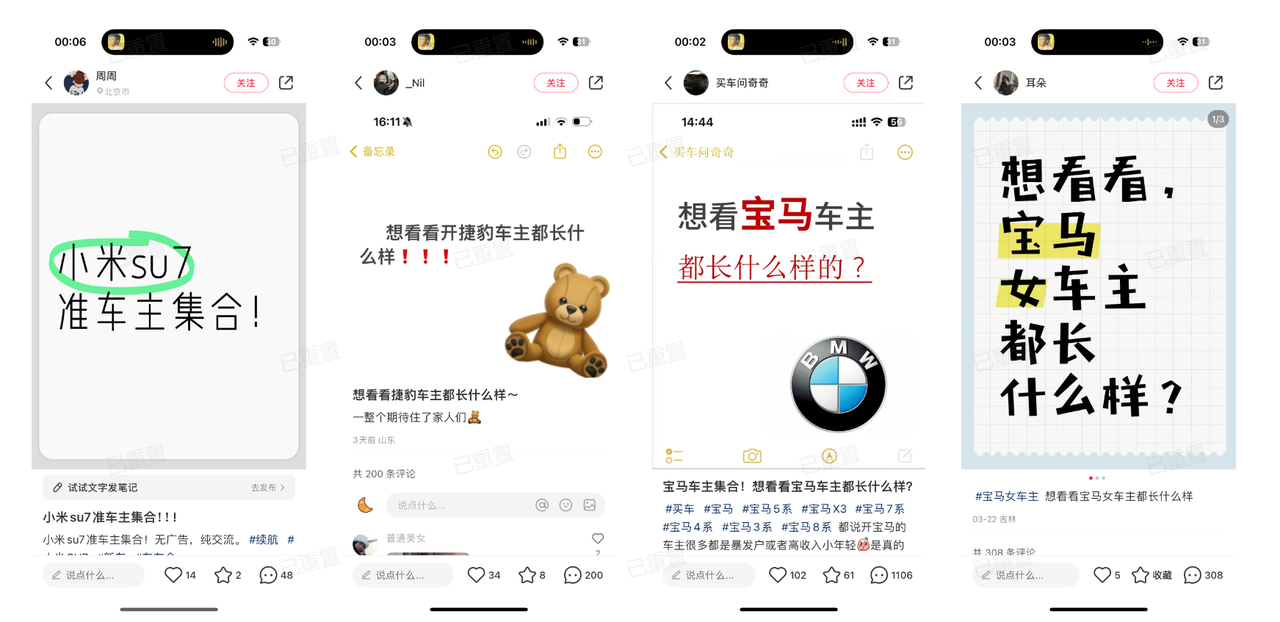 00:06
30
周周
北京市
关注
小米su7
准车主集合!
试试文字发笔记
去发布
小米su7准车主集合!!!
小米su7准车主集合! 无广告,纯交流。 #续航 #
说点什么...
14
2
48
00:03
31
_Nil
关注
16:11
备忘录
想看看开捷豹车主都长什
么样❗❗❗
想看看捷豹车主都长什么样~
一整个期待住了家人们🧸
3天前 山东
共 200 条评论
说点什么...
普通美女
2
说点什么...
34
8
200
00:02
31
买车问奇奇
关注
14:44
56
买车问奇奇
想看宝马车主
都长什么样的?
BMW
宝马车主集合! 想看看宝马车主都长什么样?
#买车 #宝马 #宝马5系 #宝马X3 #宝马7系
#宝马4系 #宝马3系 #宝马8系 都说开宝马的
车主很多都是暴发户或者高收入小年轻🍑是真的
说点什么...
102
61
1106
00:03
31
耳朵
关注
1/3
想看看,
宝马
女车主
都长
什么样?
#宝马女车主 想看看宝马女车主都长什么样
03-22 吉林
共 308 条评论
说点什么...
5
收藏
308
已重置